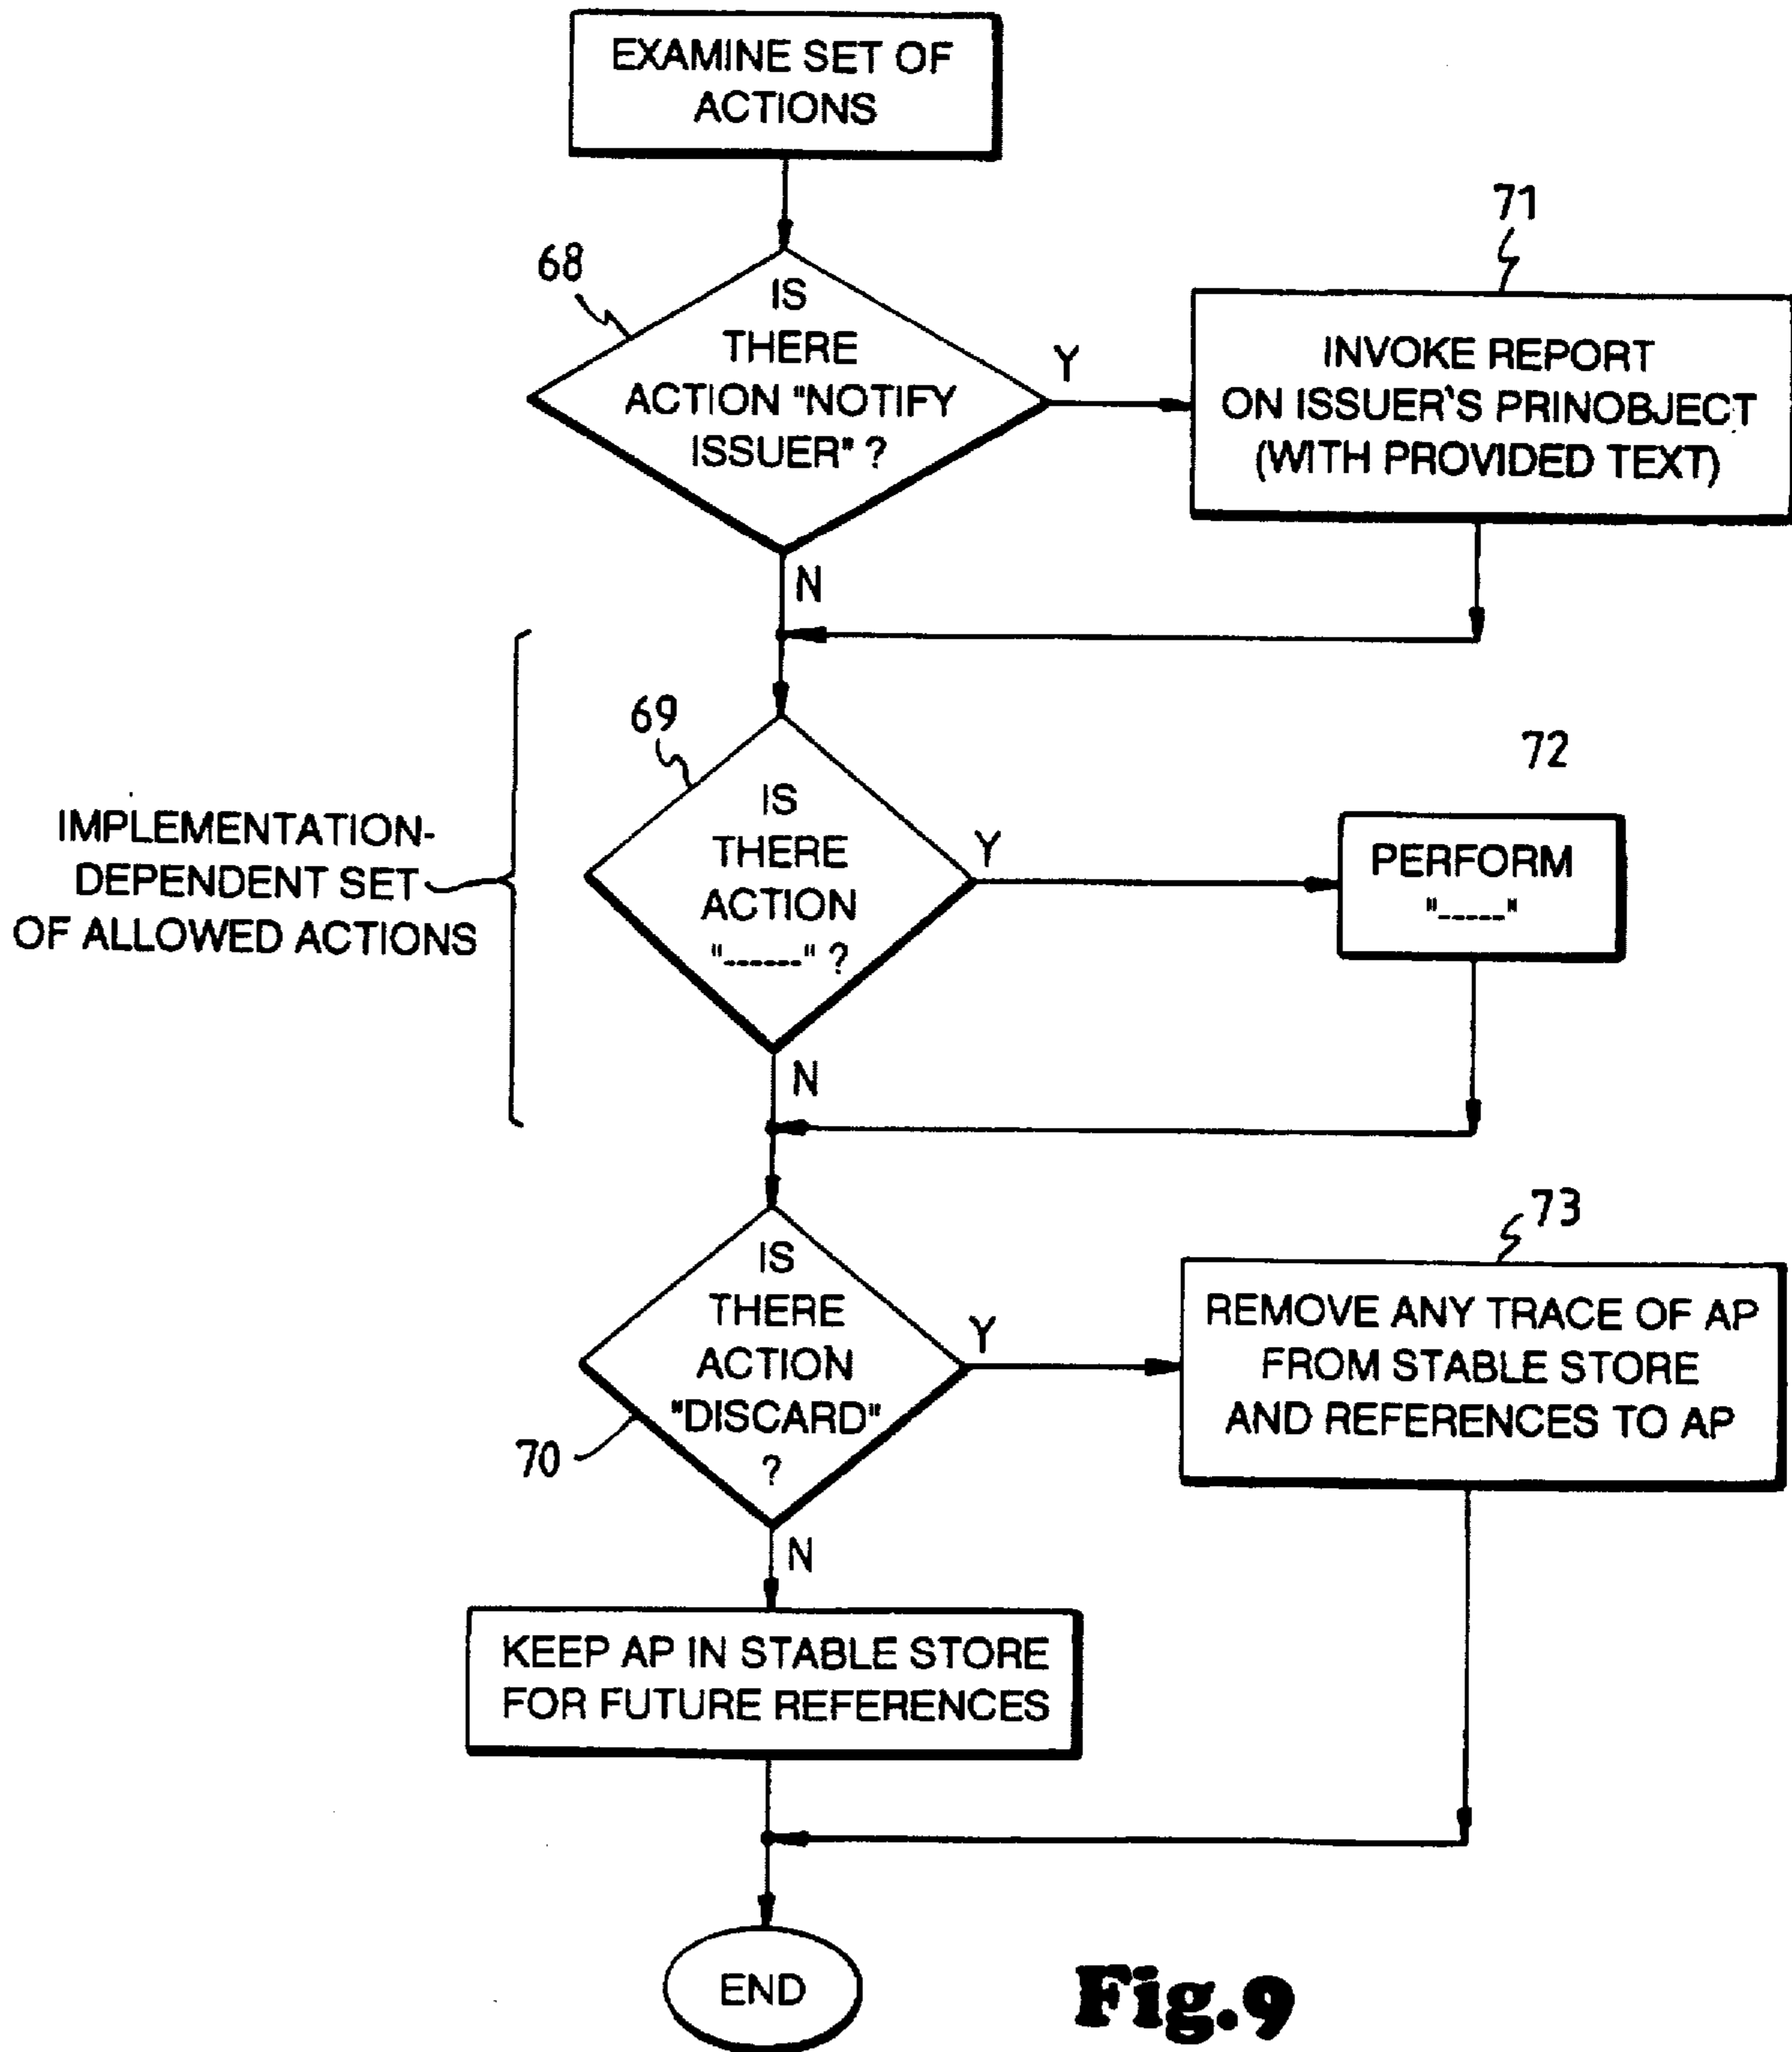 EXAMINE SET OF
ACTIONS
68
IS
THERE
ACTION "NOTIFY
ISSUER" ?
Y
71
INVOKE REPORT
ON ISSUER'S PRINOBJECT
(WITH PROVIDED TEXT)
N
IMPLEMENTATION-
DEPENDENT SET
OF ALLOWED ACTIONS
69
IS
THERE
ACTION
"------" ?
Y
72
PERFORM
"-----"
N
70
IS
THERE
ACTION
"DISCARD"
?
Y
73
REMOVE ANY TRACE OF AP
FROM STABLE STORE
AND REFERENCES TO AP
N
KEEP AP IN STABLE STORE
FOR FUTURE REFERENCES
END
Fig.9